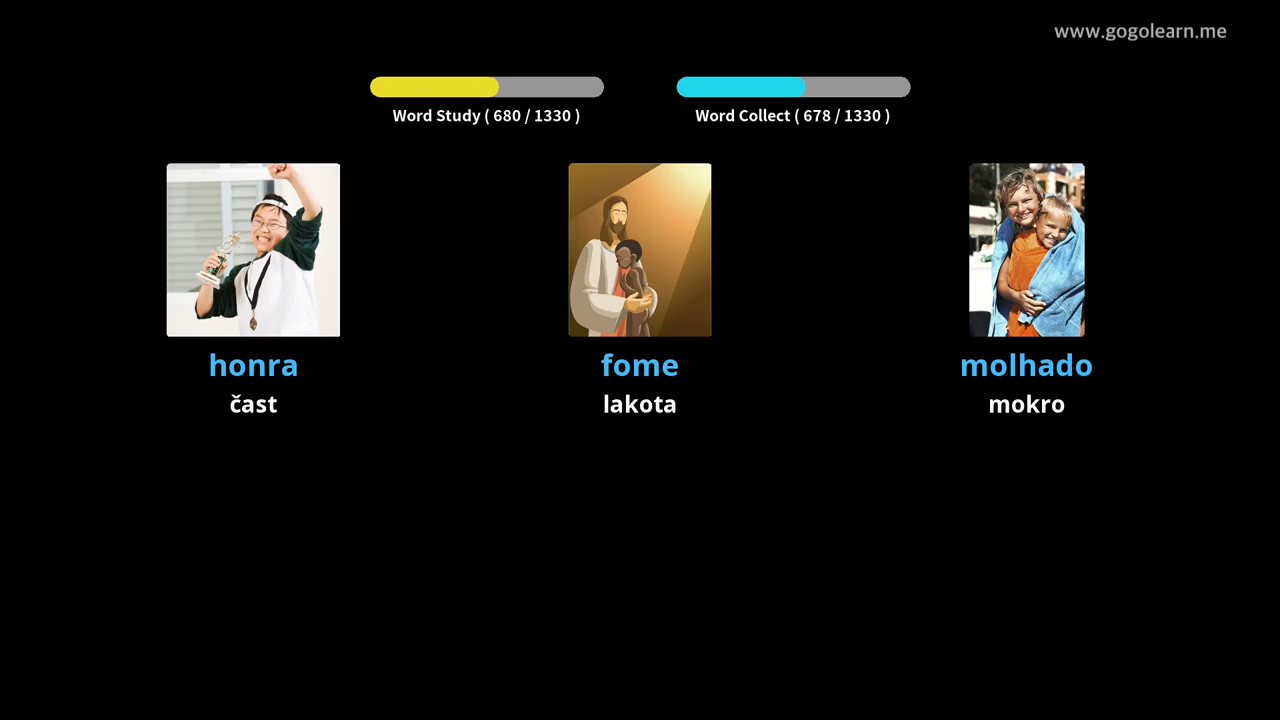 www.gogolearn.me
Word Study ( 680 / 1330 )
Word Collect ( 678 / 1330 )
honra
fome
molhado
čast
lakota
mokro